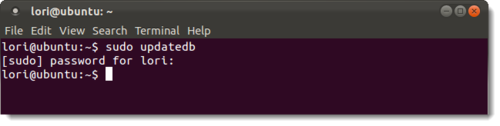 lori@ubuntu: ~
File Edit View Search Terminal Help
lori@ubuntu:~$ sudo updatedb
[sudo] password for lori:
lori@ubuntu:~$